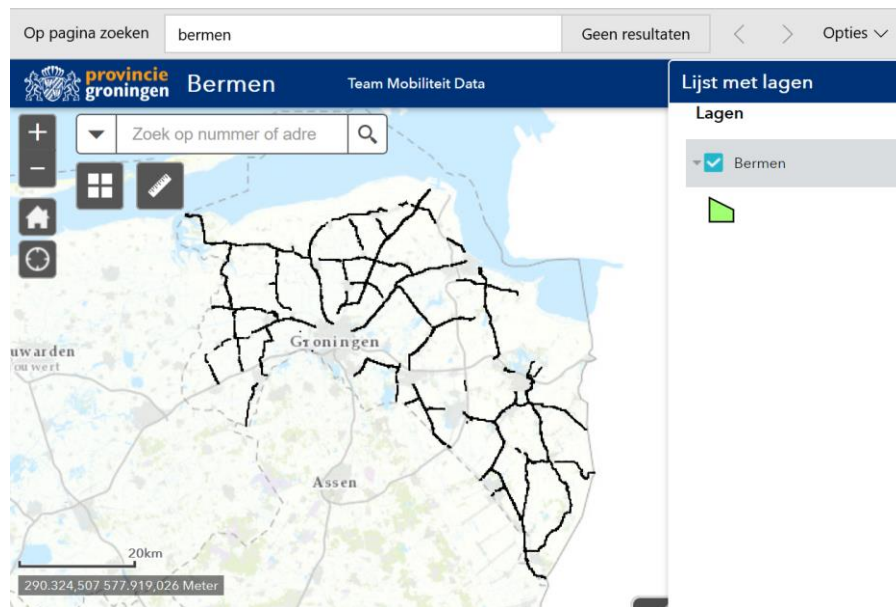 Op pagina zoeken
bermen
Geen resultaten
Opties
provincie
groningen
Bermen
Team Mobiliteit Data
Lijst met lagen
Lagen
Zoek op nummer of adre
Bermen
Groningen
uwarden
ouwert
Assen
20km
290.324,507 577.919,026 Meter